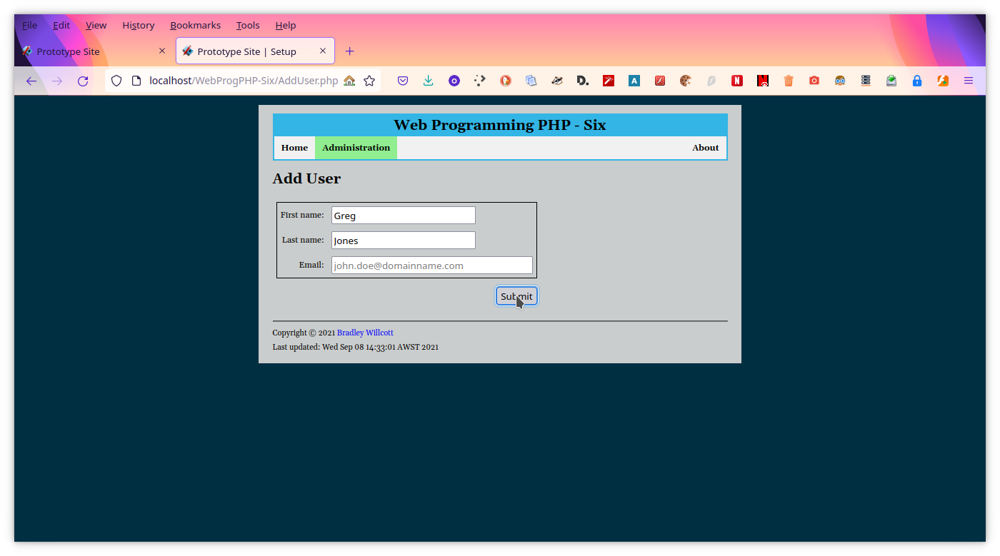 File Edit View History Bookmarks Tools Help
Prototype Site
Prototype Site | Setup
localhost/WebProgPHP-Six/AddUser.php
Web Programming PHP - Six
Home Administration About
Add User
First name: Greg
Last name: Jones
Email: john.doe@domainname.com
Submit
Copyright © 2021 Bradley Willcott
Last updated: Wed Sep 08 14:33:01 AWST 2021